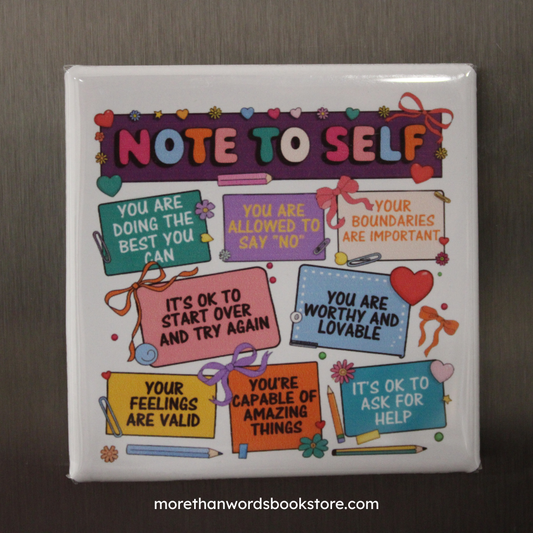 NOTE TO SELF
YOU ARE
DOING THE
BEST YOU
CAN
YOU ARE
ALLOWED TO
SAY "NO"
YOUR
BOUNDARIES
ARE IMPORTANT
IT'S OK TO
START OVER
AND TRY AGAIN
YOU ARE
WORTHY AND
LOVABLE
YOUR
FEELINGS
ARE VALID
YOU'RE
CAPABLE OF
AMAZING
THINGS
IT'S OK TO
ASK FOR
HELP
morethanwordsbookstore.com